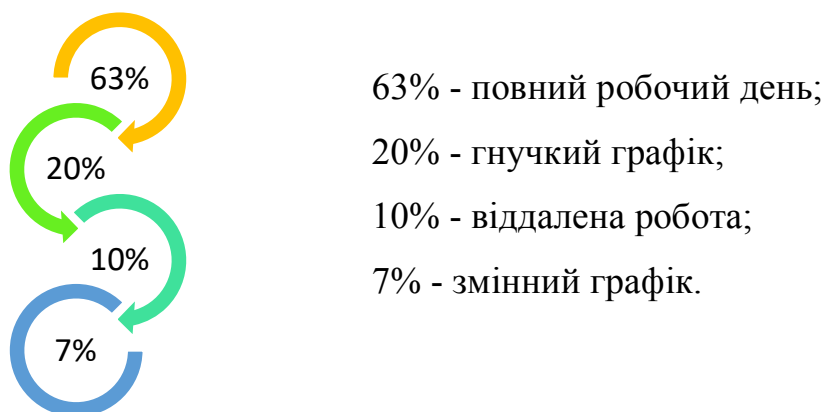 63%
20%
10%
7%
63% - повний робочий день;
20% - гнучкий графік;
10% - віддалена робота;
7% - змінний графік.